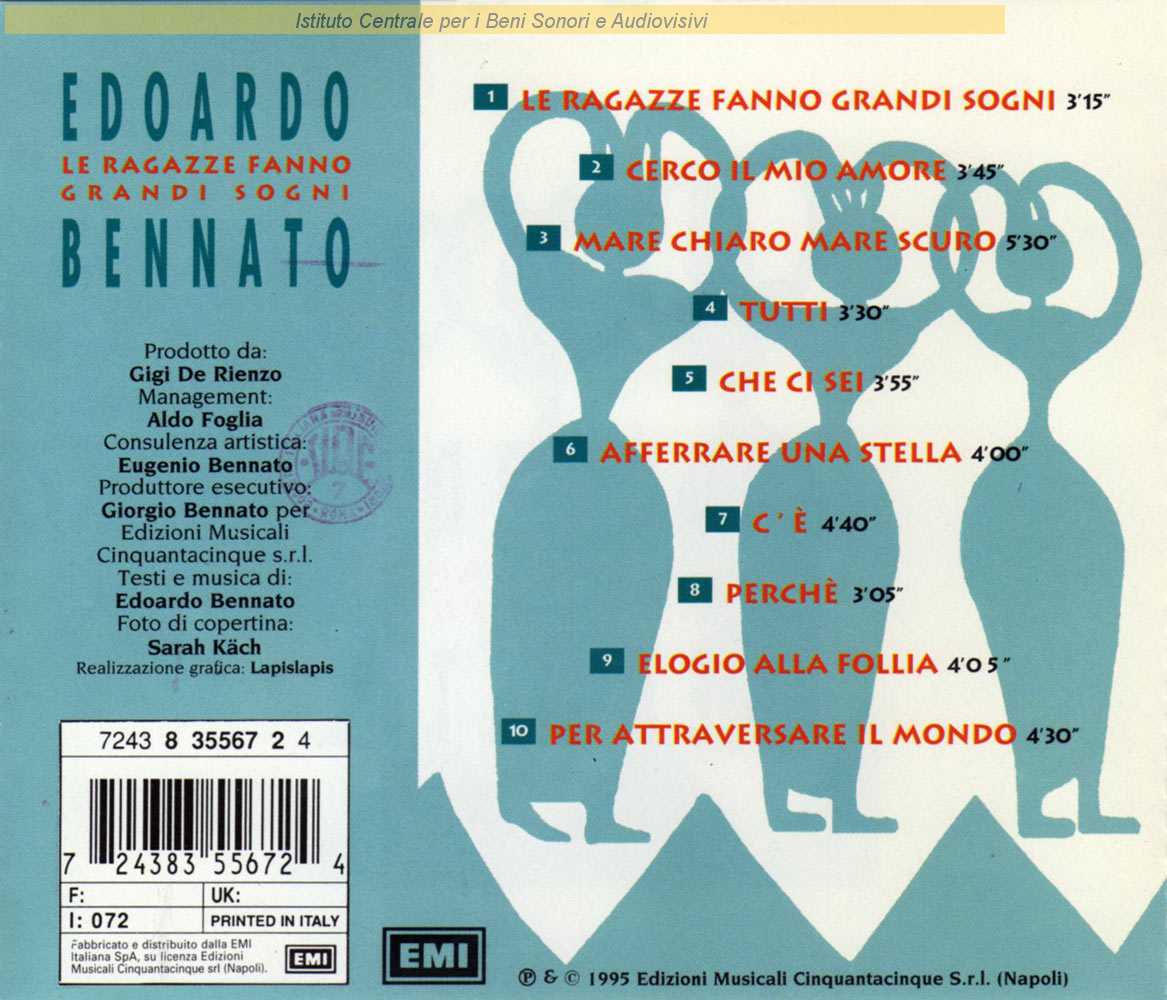 Istituto Centrale per i Beni Sonori e Audiovisivi
EDOARDO
LE RAGAZZE FANNO
GRANDI SOGNI
BENNATO
Prodotto da:
Gigi De Rienzo
Management:
Aldo Foglia
Consulenza artistica:
Eugenio Bennato
Produttore esecutivo:
Giorgio Bennato per
Edizioni Musicali
Cinquantacinque s.r.l.
Testi e musica di:
Edoardo Bennato
Foto di copertina:
Sarah Käch
Realizzazione grafica: Lapislapis
7243 8 35567 2 4
7 24383 55672 4
F: UK:
I: 072 PRINTED IN ITALY
Fabbricato e distribuito dalla EMI
Italiana SpA, su licenza Edizioni
Musicali Cinquantacinque srl (Napoli).
EMI
1 LE RAGAZZE FANNO GRANDI SOGNI 3'15"
2 CERCO IL MIO AMORE 3'45"
3 MARE CHIARO MARE SCURO 5'30"
4 TUTTI 3'30"
5 CHE CI SEI 3'55"
6 AFFERRARE UNA STELLA 4'00"
7 C'È 4'40"
8 PERCHÈ 3'05"
9 ELOGIO ALLA FOLLIA 4'05"
10 PER ATTRAVERSARE IL MONDO 4'30"
EMI
℗ & © 1995 Edizioni Musicali Cinquantacinque S.r.l. (Napoli)